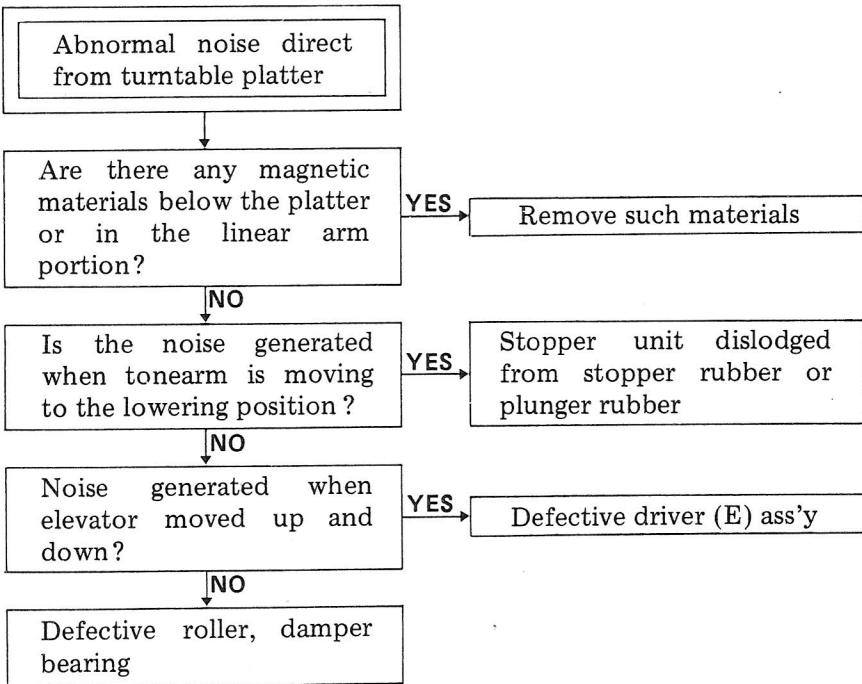 Abnormal noise direct
from turntable platter
Are there any magnetic
materials below the platter
or in the linear arm
portion?
YES
Remove such materials
NO
Is the noise generated
when tonearm is moving
to the lowering position?
YES
Stopper unit dislodged
from stopper rubber or
plunger rubber
NO
Noise generated when
elevator moved up and
down?
YES
Defective driver (E) ass'y
NO
Defective roller, damper
bearing